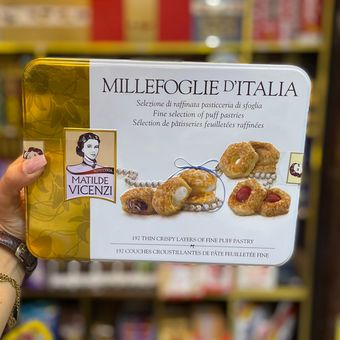 MILLEFOGLIE D'ITALIA
Selezione di raffinata pasticceria di sfoglia
Fine selection of puff pastries
Sélection de pâtisseries feuilletées raffinées
MATILDE
VICENZI
192 THIN CRISPY LAYERS OF FINE PUFF PASTRY
192 COUCHES CROUSTILLANTES DE PÂTE FEUILLETÉE FINE